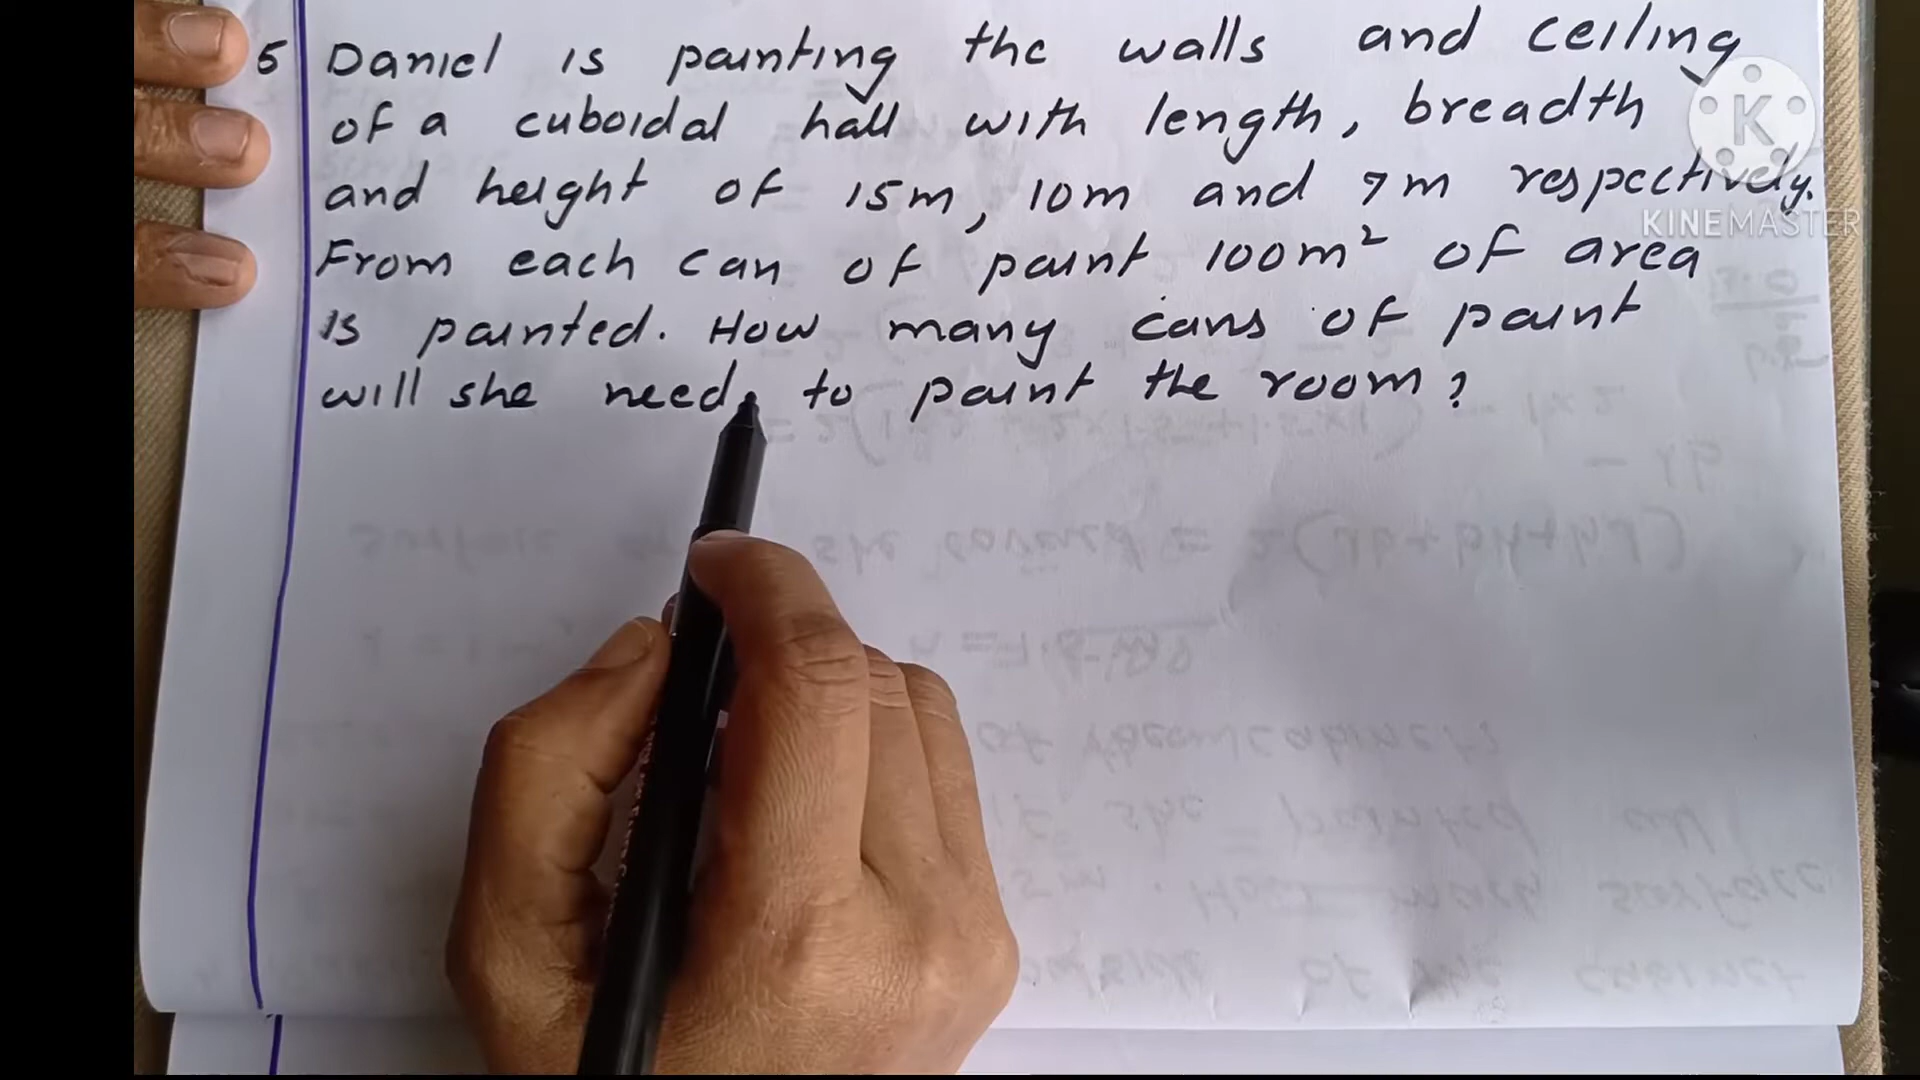 5 Daniel is painting the walls and ceiling
of a cuboidal hall with length, breadth
and height of 15m, 10m and 7m respectively.
From each can of paint 100m² of area
is painted. How many cans of paint
will she need to paint the room?
K
KINEMASTER